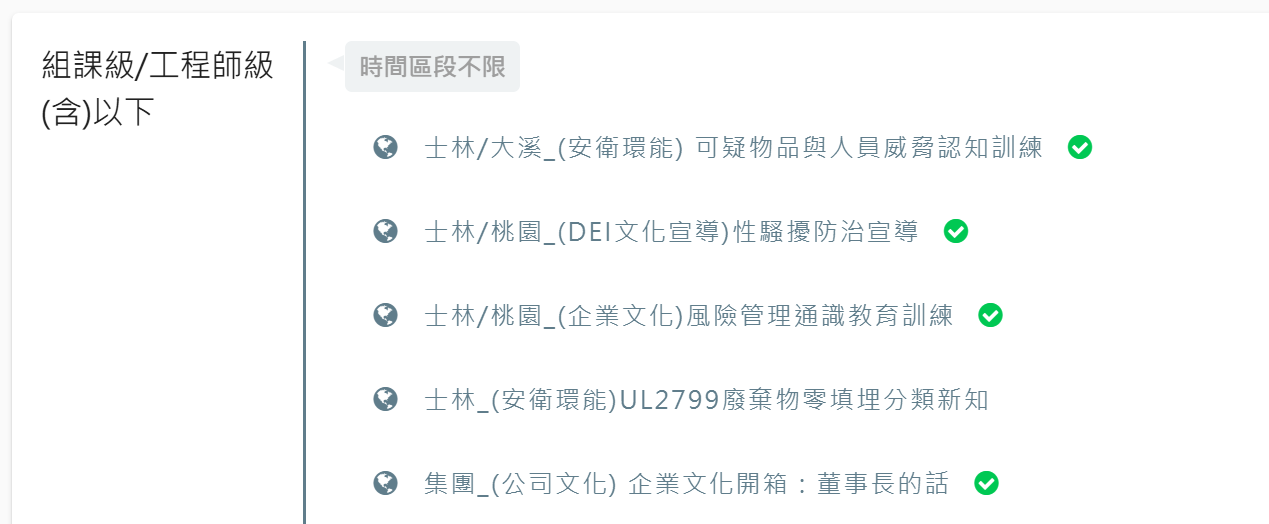 組課級/工程師級
(含)以下
時間區段不限
士林/大溪_(安衛環能) 可疑物品與人員威脅認知訓練
士林/桃園_(DEI文化宣導)性騷擾防治宣導
士林/桃園_(企業文化)風險管理通識教育訓練
士林_(安衛環能)UL2799廢棄物零填埋分類新知
集團_(公司文化) 企業文化開箱：董事長的話